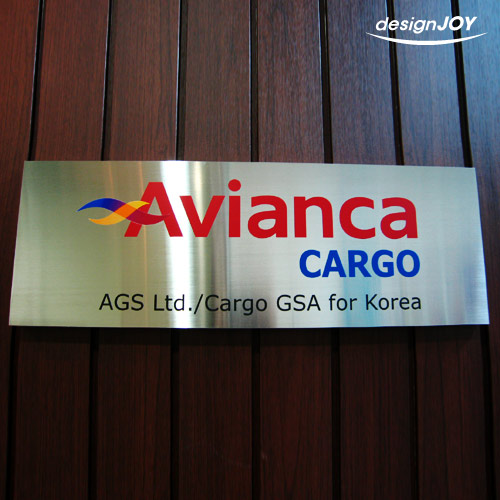 designJOY
Avianca
CARGO
AGS Ltd./Cargo GSA for Korea